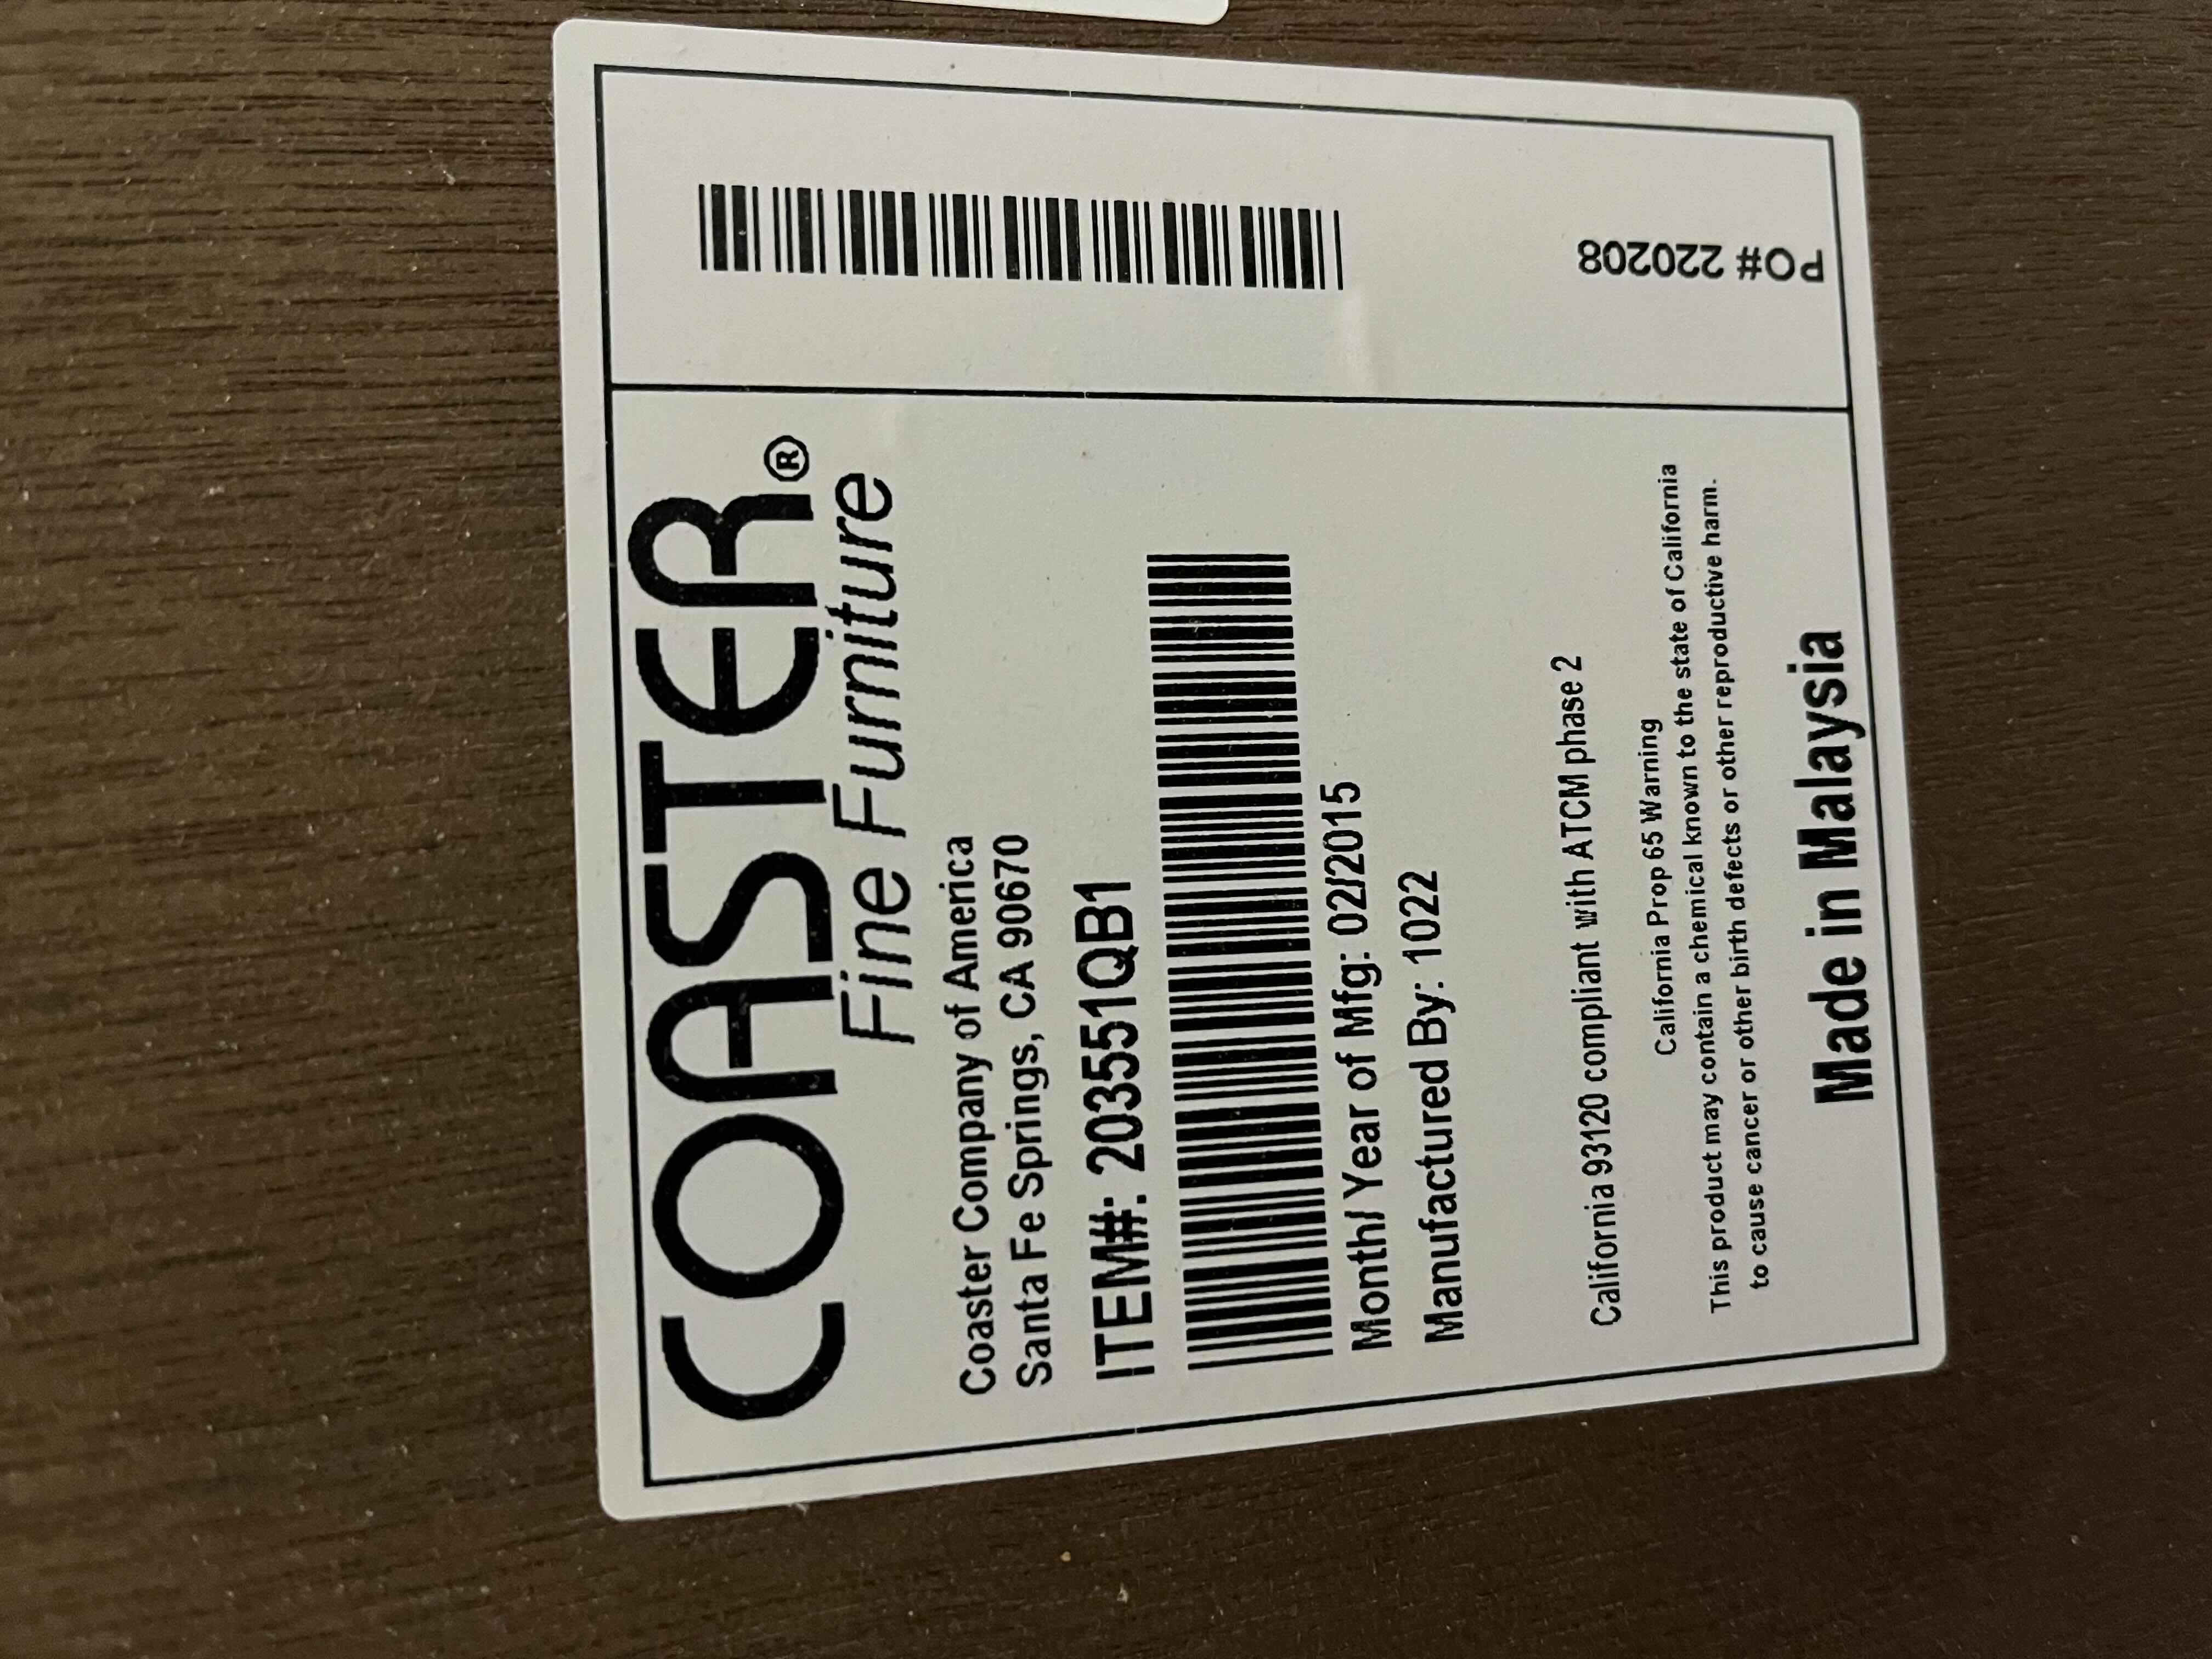 COASTER®
Fine Furniture
Coaster Company of America
Santa Fe Springs, CA 90670
ITEM#: 203551QB1
Month/ Year of Mfg: 02/2015
Manufactured By: 1022
California 93120 compliant with ATCM phase 2
California Prop 65 Warning
This product may contain a chemical known to the state of California
to cause cancer or other birth defects or other reproductive harm.
Made in Malaysia
PO# 220208